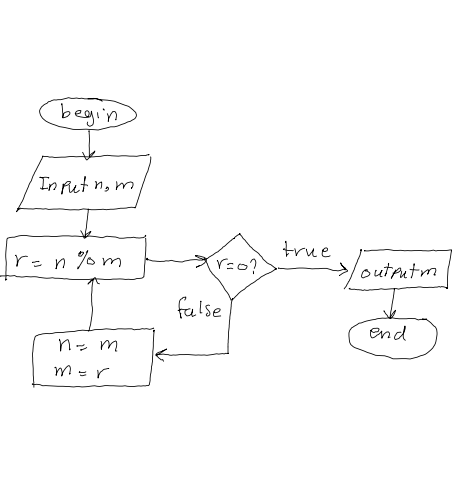 begin
Input n, m
r = n % m
r=0?
true
output m
end
false
n = m
m = r